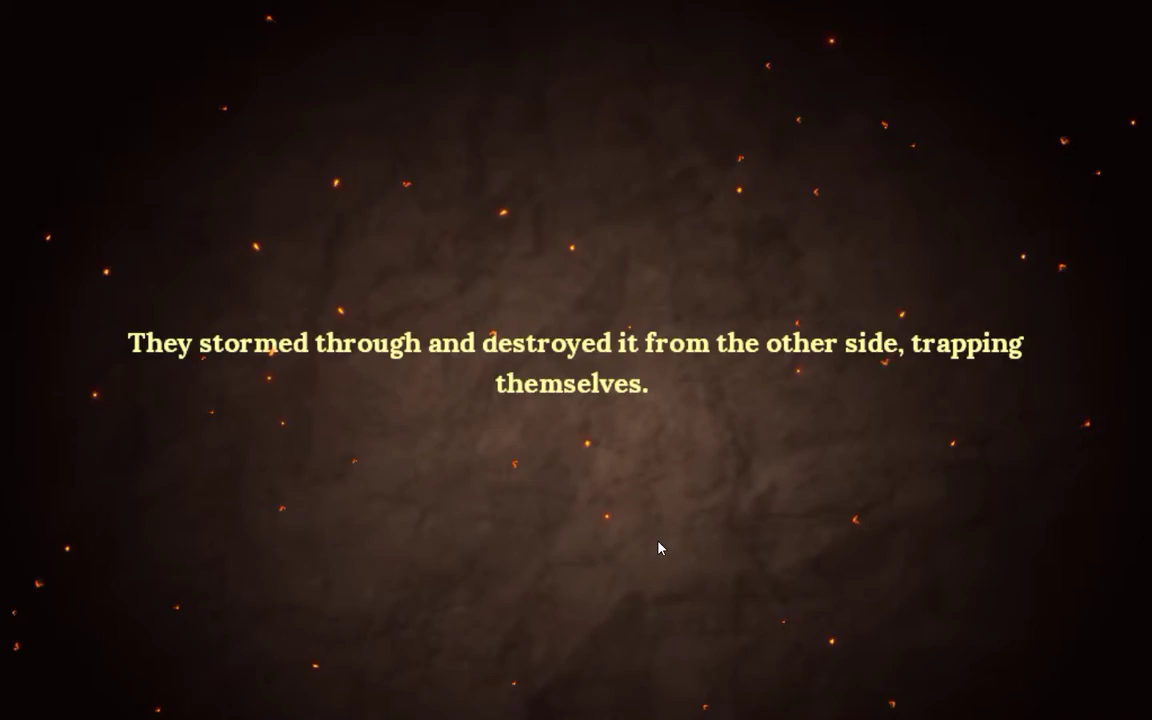 They stormed through and destroyed it from the other side, trapping
themselves.